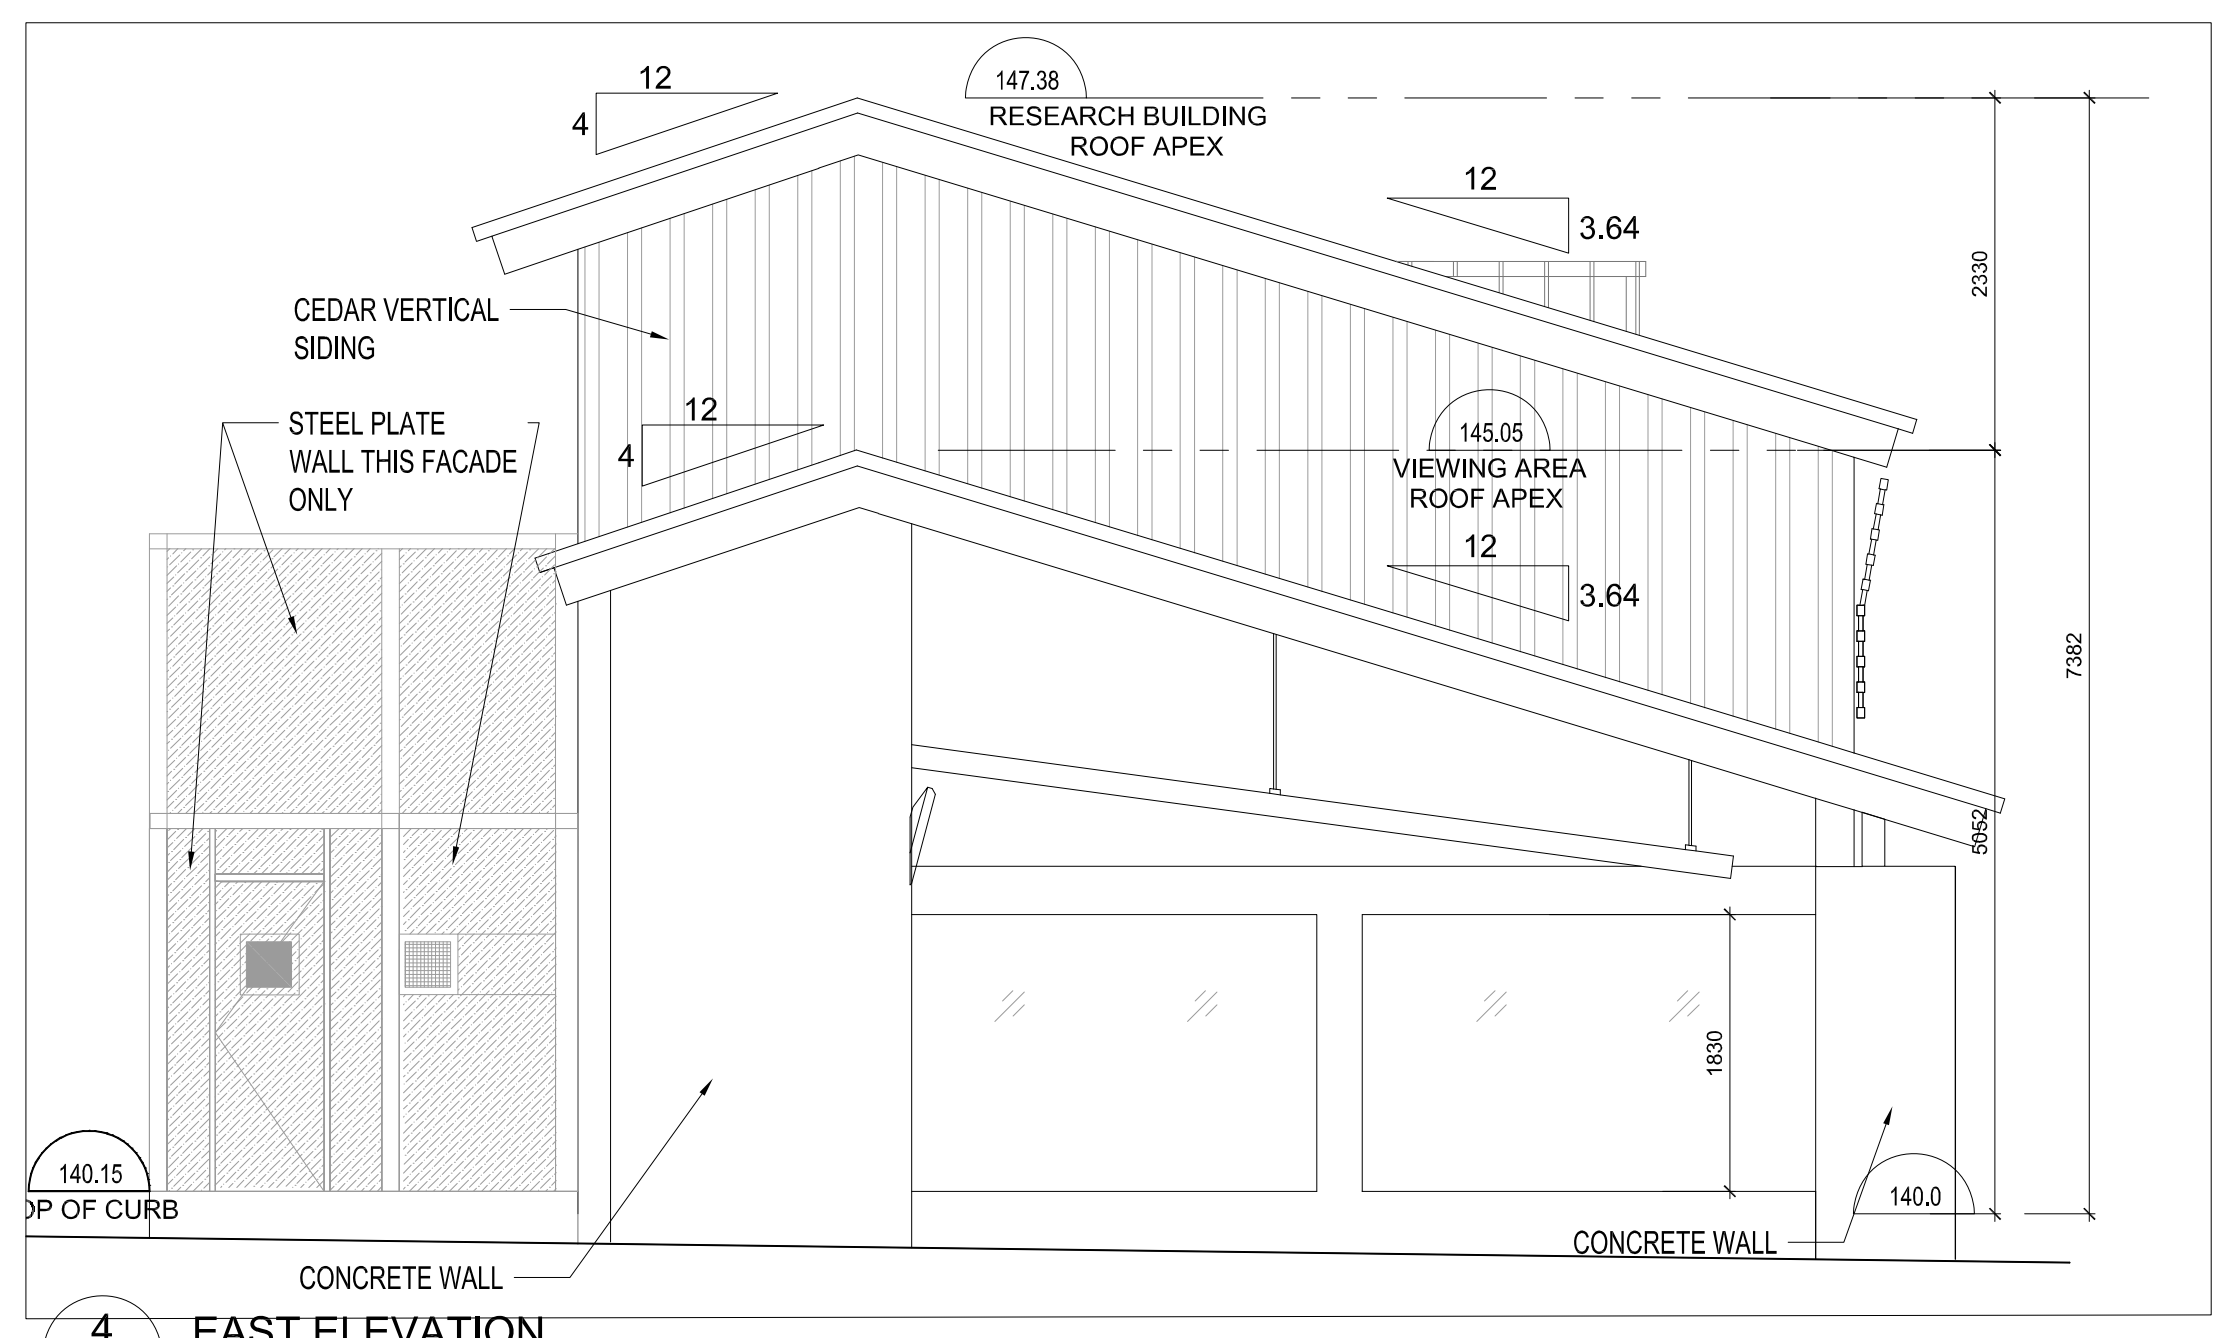 12
4
147.38
RESEARCH BUILDING
ROOF APEX
12
3.64
2330
CEDAR VERTICAL
SIDING
12
4
STEEL PLATE
WALL THIS FACADE
ONLY
145.05
VIEWING AREA
ROOF APEX
12
3.64
7382
5052
1830
140.15
OP OF CURB
140.0
CONCRETE WALL
CONCRETE WALL
4
EAST ELEVATION